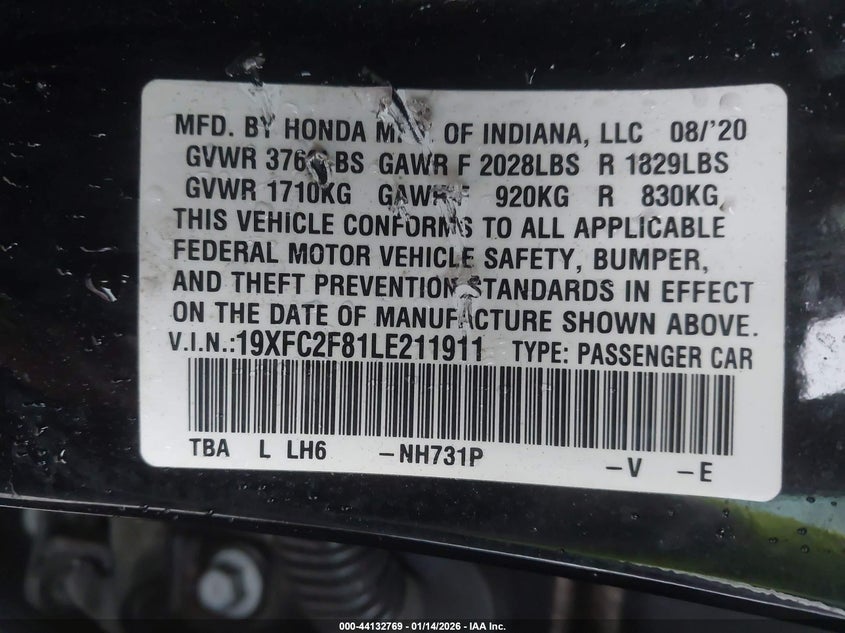 MFD. BY HONDA OF INDIANA, LLC 08/'20
GVWR GAWR F 2028LBS R 1829LBS
GVWR 1710KG GAWR F 920KG R 830KG
THIS VEHICLE CONFORMS TO ALL APPLICABLE
FEDERAL MOTOR VEHICLE SAFETY, BUMPER,
AND THEFT PREVENTION STANDARDS IN EFFECT
ON THE DATE OF MANUFACTURE SHOWN ABOVE.
V.I.N.:19XFC2F81LE211911 TYPE: PASSENGER CAR
TBA L LH6 -NH731P -V -E
000-44132769 - 01/14/2026 - IAA Inc.